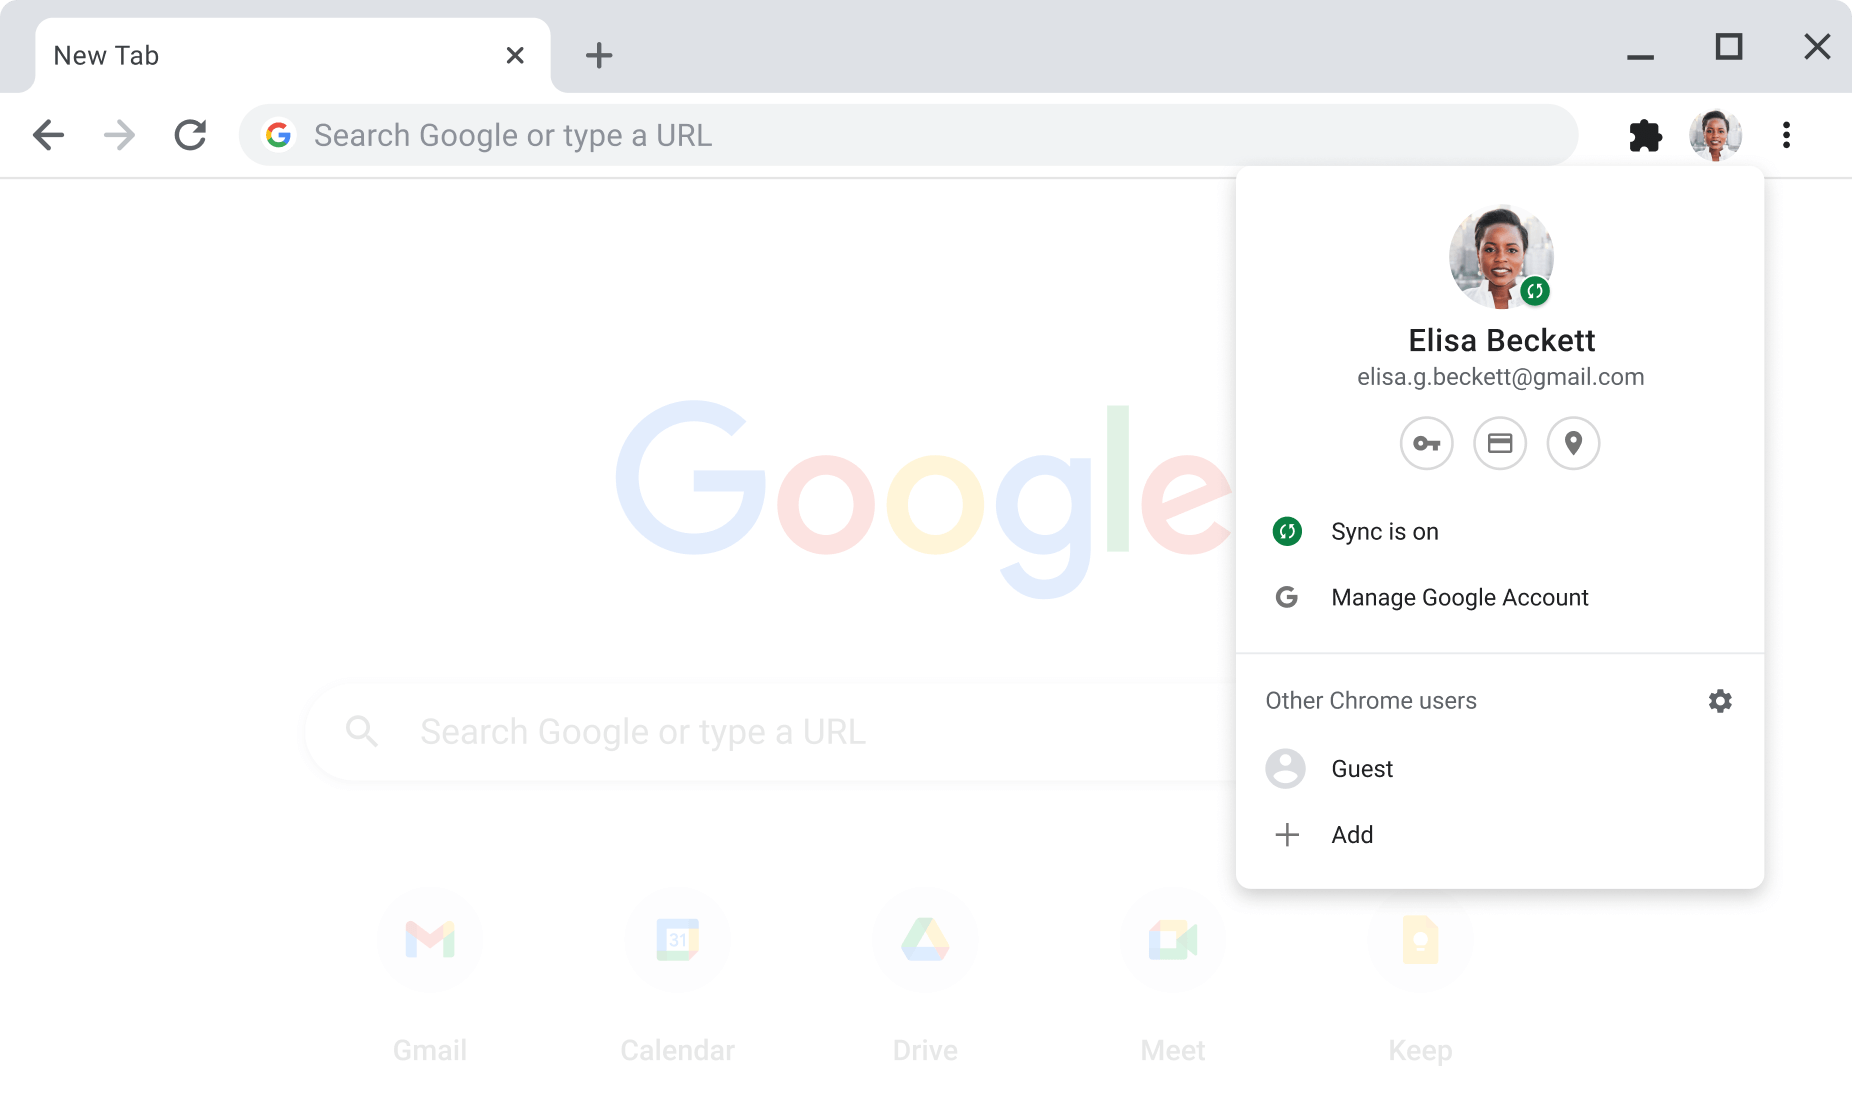 New Tab
Search Google or type a URL
Elisa Beckett
elisa.g.beckett@gmail.com
Google
Sync is on
Manage Google Account
Other Chrome users
Search Google or type a URL
Guest
Add
31
Gmail
Calendar
Drive
Meet
Keep